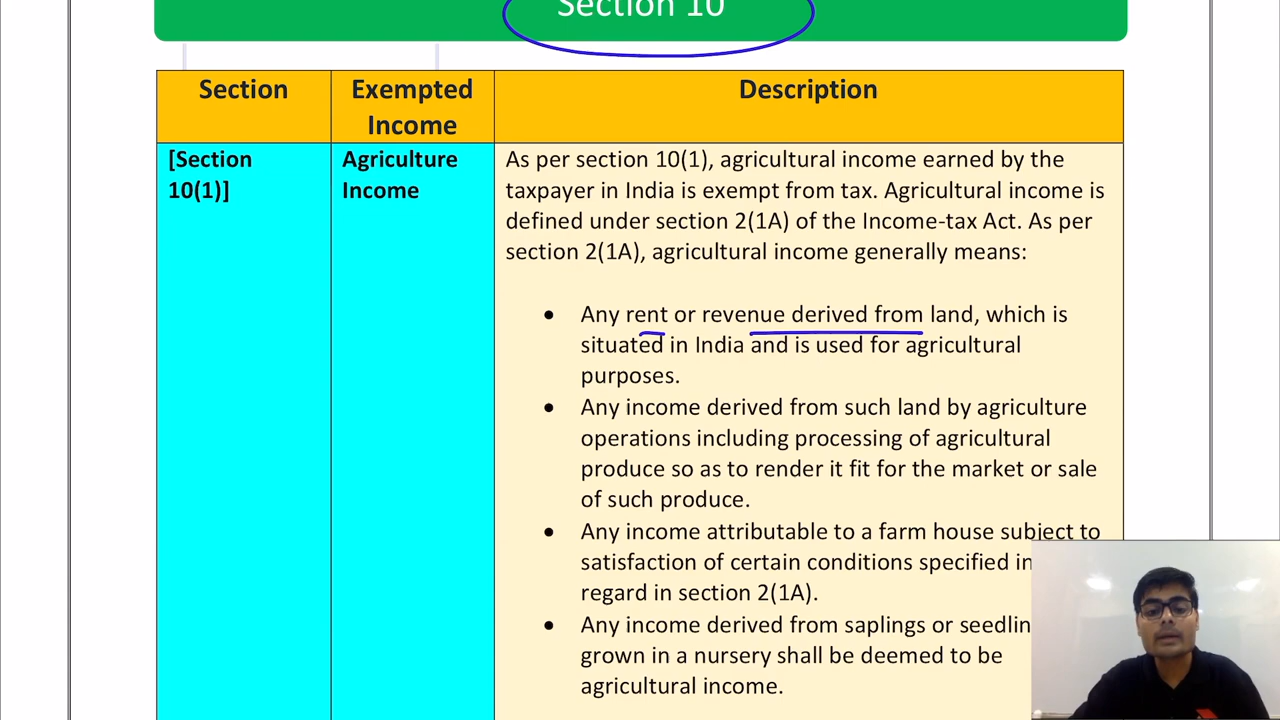 Section 10
Section
Exempted
Income
Description
[Section
10(1)]
Agriculture
Income
As per section 10(1), agricultural income earned by the
taxpayer in India is exempt from tax. Agricultural income is
defined under section 2(1A) of the Income-tax Act. As per
section 2(1A), agricultural income generally means:
• Any rent or revenue derived from land, which is
situated in India and is used for agricultural
purposes.
• Any income derived from such land by agriculture
operations including processing of agricultural
produce so as to render it fit for the market or sale
of such produce.
• Any income attributable to a farm house subject to
satisfaction of certain conditions specified in
regard in section 2(1A).
• Any income derived from saplings or
grown in a nursery shall be deemed to be
agricultural income.